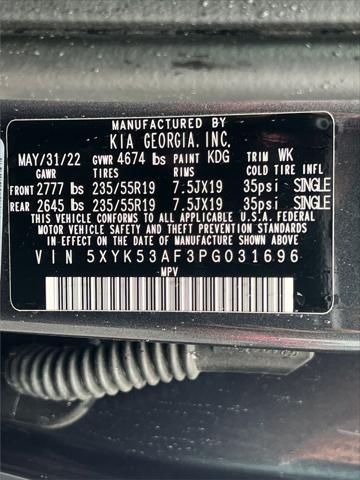 MANUFACTURED BY
KIA GEORGIA, INC.
MAY/31/22 GVWR 4674 lbs PAINT KDG TRIM WK
GAWR TIRES RIMS COLD TIRE INFL
FRONT 2777 lbs 235/55R19 7.5JX19 35psi SINGLE
REAR 2645 lbs 235/55R19 7.5JX19 35psi SINGLE
THIS VEHICLE CONFORMS TO ALL APPLICABLE U.S.A. FEDERAL
MOTOR VEHICLE SAFETY AND THEFT PREVENTION STANDARDS
IN EFFECT ON THE DATE OF MANUFACTURE SHOWN ABOVE
VIN 5XYK53AF3PG031696
-MPV